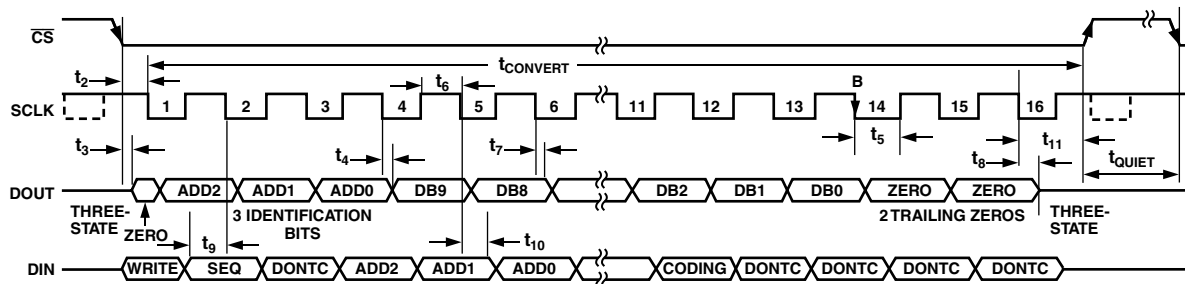 CS
t2 tCONVERT t6 B
SCLK 1 2 3 4 5 6 11 12 13 14 15 16
t3 t4 t7 t5 t8 t11 tQUIET
DOUT ADD2 ADD1 ADD0 DB9 DB8 DB2 DB1 DB0 ZERO ZERO
THREE-STATE ZERO 3 IDENTIFICATION BITS 2 TRAILING ZEROS THREE-STATE
t9 t10
DIN WRITE SEQ DONTC ADD2 ADD1 ADD0 CODING DONTC DONTC DONTC DONTC